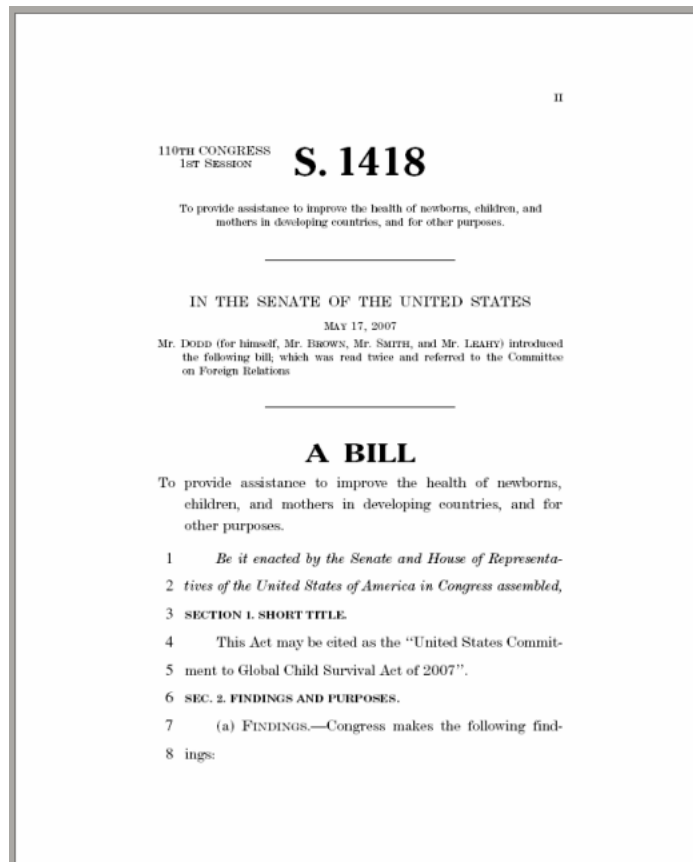 II
110TH CONGRESS
1ST SESSION
S. 1418
To provide assistance to improve the health of newborns, children, and
mothers in developing countries, and for other purposes.
IN THE SENATE OF THE UNITED STATES
MAY 17, 2007
Mr. DODD (for himself, Mr. BROWN, Mr. SMITH, and Mr. LEAHY) introduced
the following bill; which was read twice and referred to the Committee
on Foreign Relations
A BILL
To provide assistance to improve the health of newborns,
children, and mothers in developing countries, and for
other purposes.
1 Be it enacted by the Senate and House of Representa-
2 tives of the United States of America in Congress assembled,
3 SECTION 1. SHORT TITLE.
4 This Act may be cited as the “United States Commit-
5 ment to Global Child Survival Act of 2007”.
6 SEC. 2. FINDINGS AND PURPOSES.
7 (a) FINDINGS.—Congress makes the following find-
8 ings: